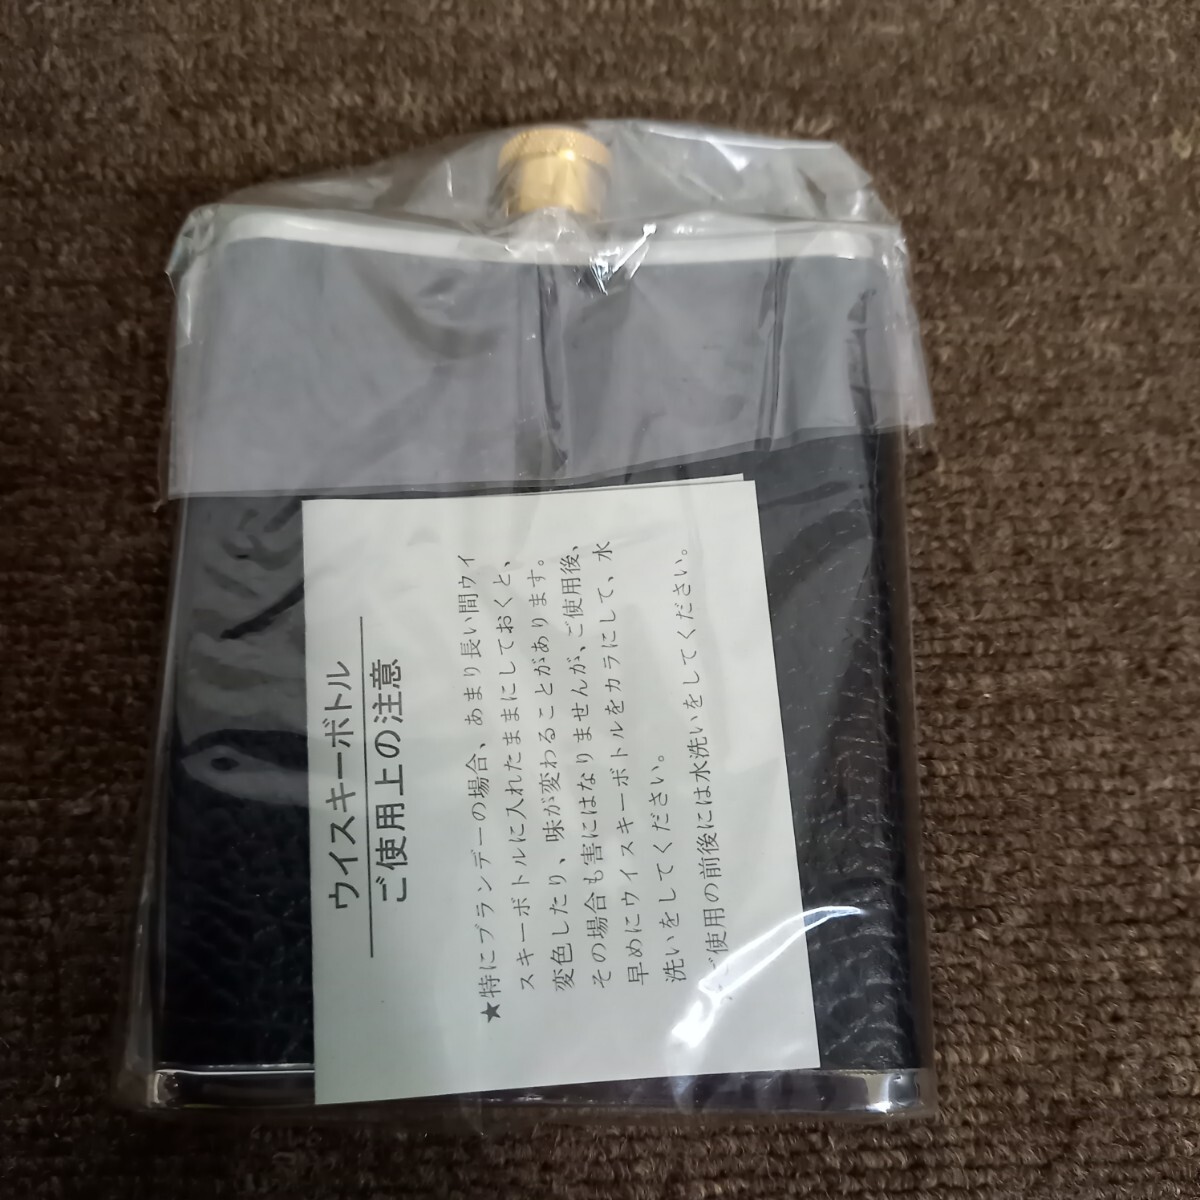 ウイスキーボトル
ご使用上の注意
★特にブランデーの場合、あまり長い間ウイ
スキーボトルに入れたままにしておくと、
変色したり、味が変わることがあります。
その場合も害にはなりませんが、ご使用後、
早めにウイスキーボトルをカラにして、水
洗いをしてください。
ご使用の前後には水洗いをしてください。